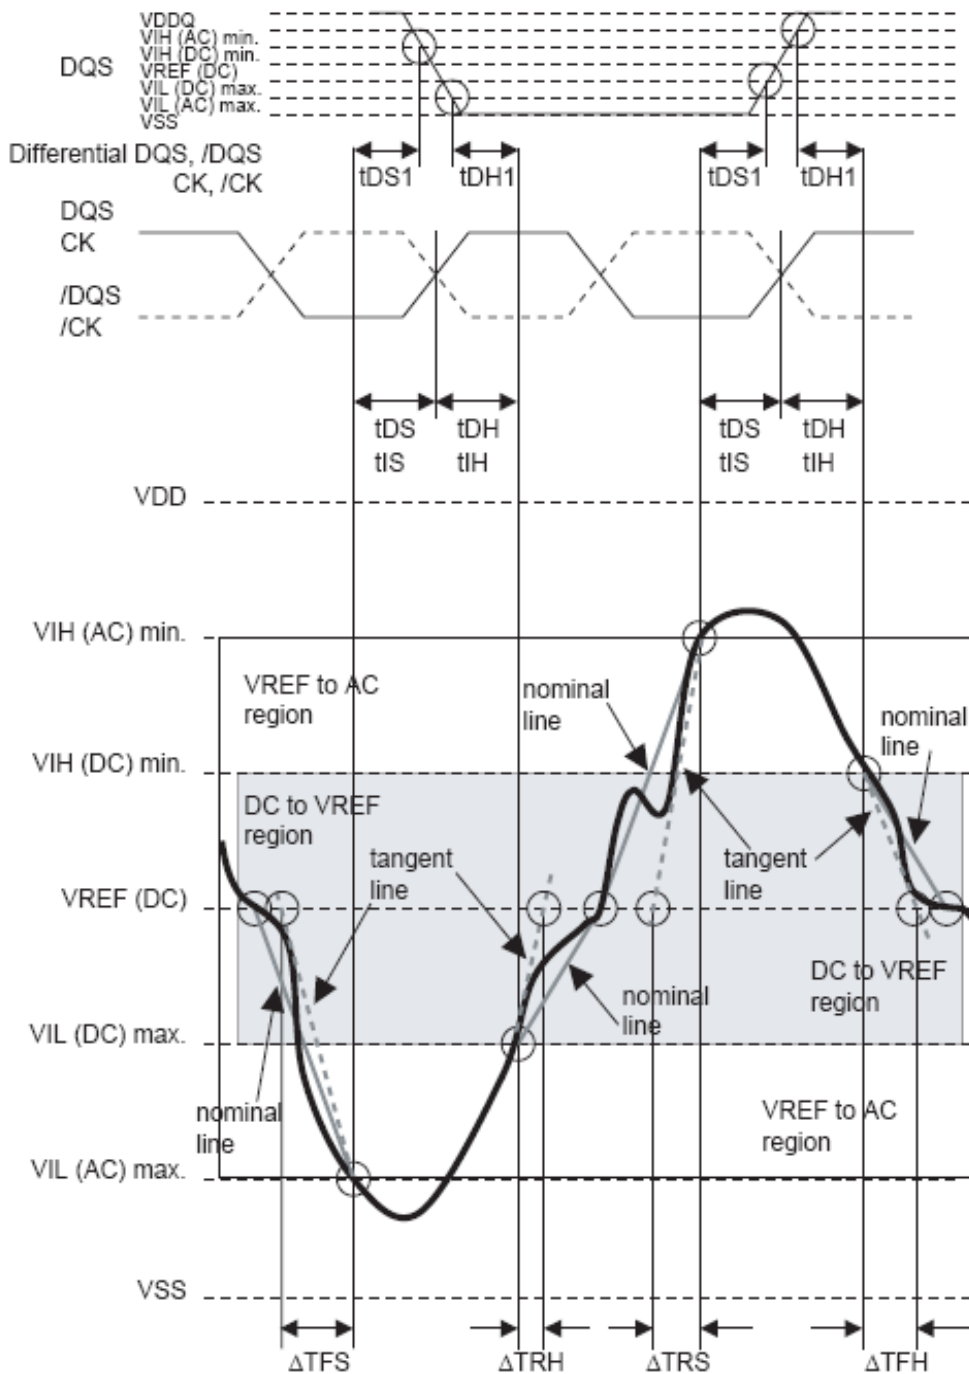 VDDQ
VIH (AC) min.
VIH (DC) min.
VREF (DC)
VIL (DC) max.
VIL (AC) max.
VSS
DQS
Differential DQS, /DQS
CK, /CK
tDS1
tDH1
tDS1
tDH1
DQS
CK
/DQS
/CK
tDS
tIS
tDH
tIH
tDS
tIS
tDH
tIH
VDD
VIH (AC) min.
VREF to AC
region
nominal
line
nominal
line
VIH (DC) min.
DC to VREF
region
tangent
line
tangent
line
VREF (DC)
DC to VREF
region
nominal
line
VIL (DC) max.
nominal
line
VREF to AC
region
VIL (AC) max.
VSS
ΔTFS
ΔTRH
ΔTRS
ΔTFH